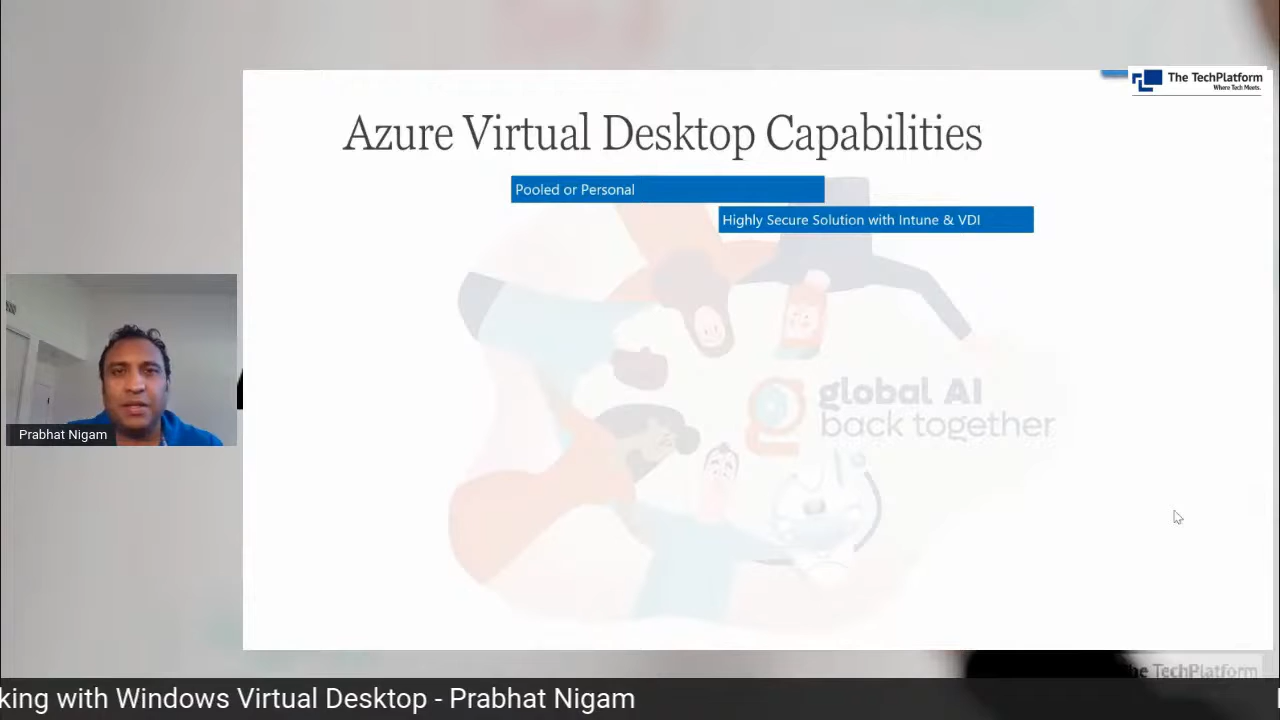 The TechPlatform
Where Tech Meets.
Azure Virtual Desktop Capabilities
Pooled or Personal
Highly Secure Solution with Intune & VDI
global AI
back together
Prabhat Nigam
The TechPlatform
king with Windows Virtual Desktop - Prabhat Nigam